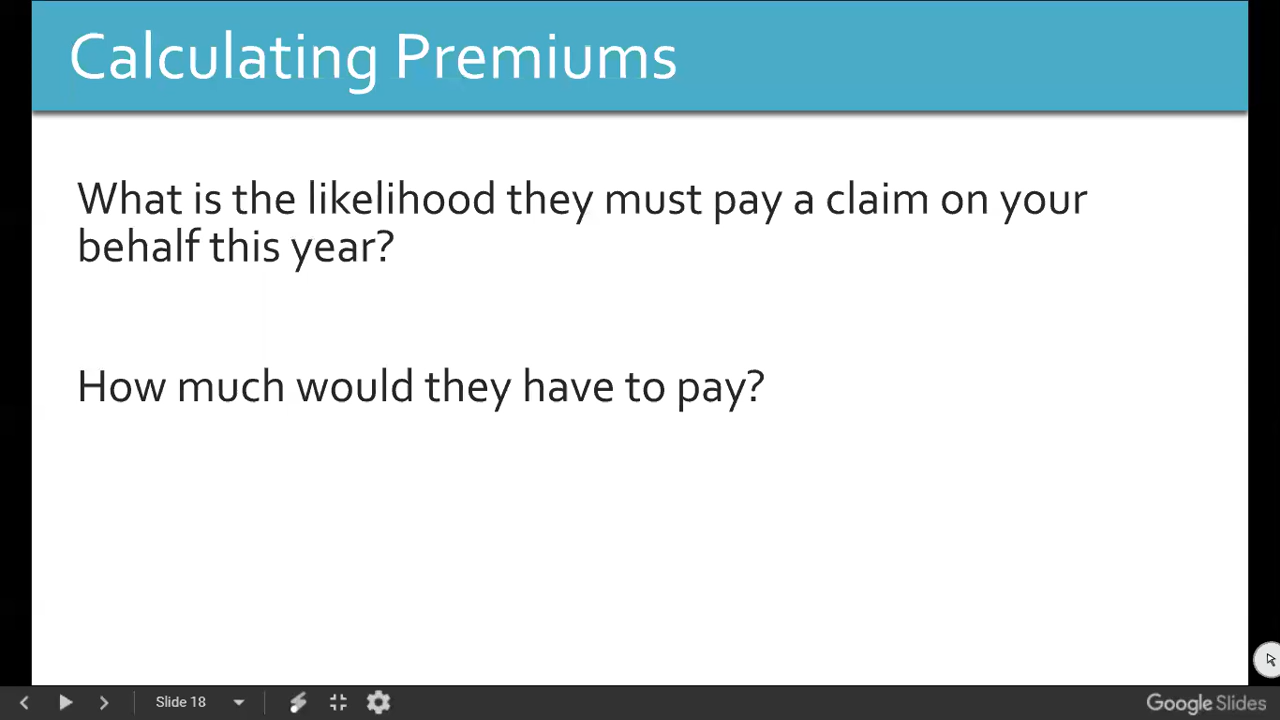 Calculating Premiums
What is the likelihood they must pay a claim on your
behalf this year?
How much would they have to pay?
Slide 18
Google Slides